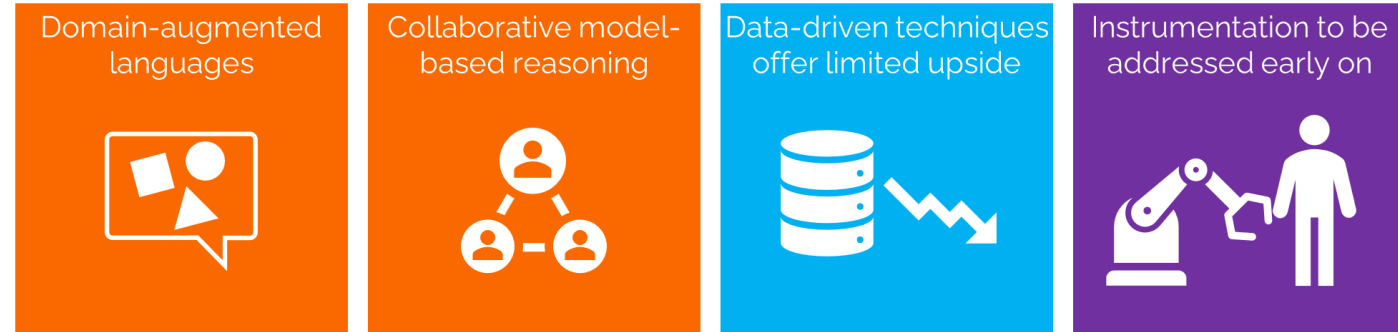 Domain-augmented
languages
Collaborative model-
based reasoning
Data-driven techniques
offer limited upside
Instrumentation to be
addressed early on